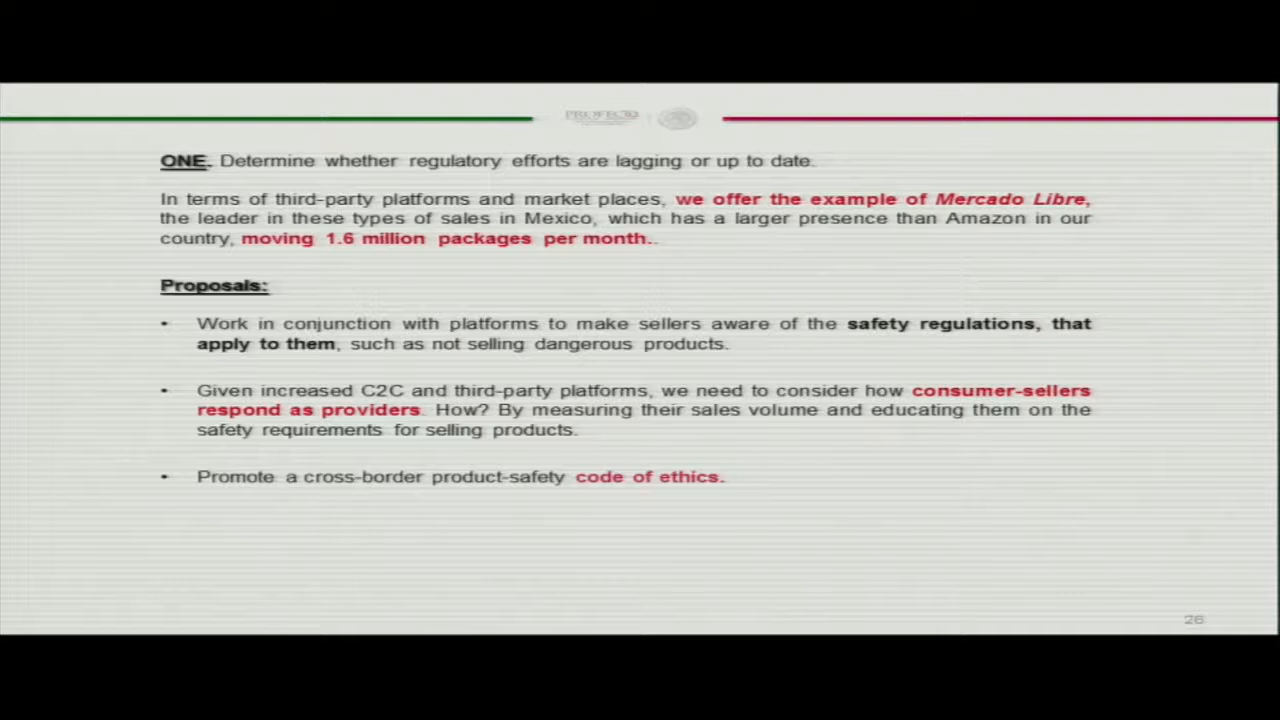 PROFECO
ONE. Determine whether regulatory efforts are lagging or up to date.
In terms of third-party platforms and market places, we offer the example of Mercado Libre,
the leader in these types of sales in Mexico, which has a larger presence than Amazon in our
country, moving 1.6 million packages per month..
Proposals:
• Work in conjunction with platforms to make sellers aware of the safety regulations, that
apply to them, such as not selling dangerous products.
• Given increased C2C and third-party platforms, we need to consider how consumer-sellers
respond as providers. How? By measuring their sales volume and educating them on the
safety requirements for selling products.
• Promote a cross-border product-safety code of ethics.
26